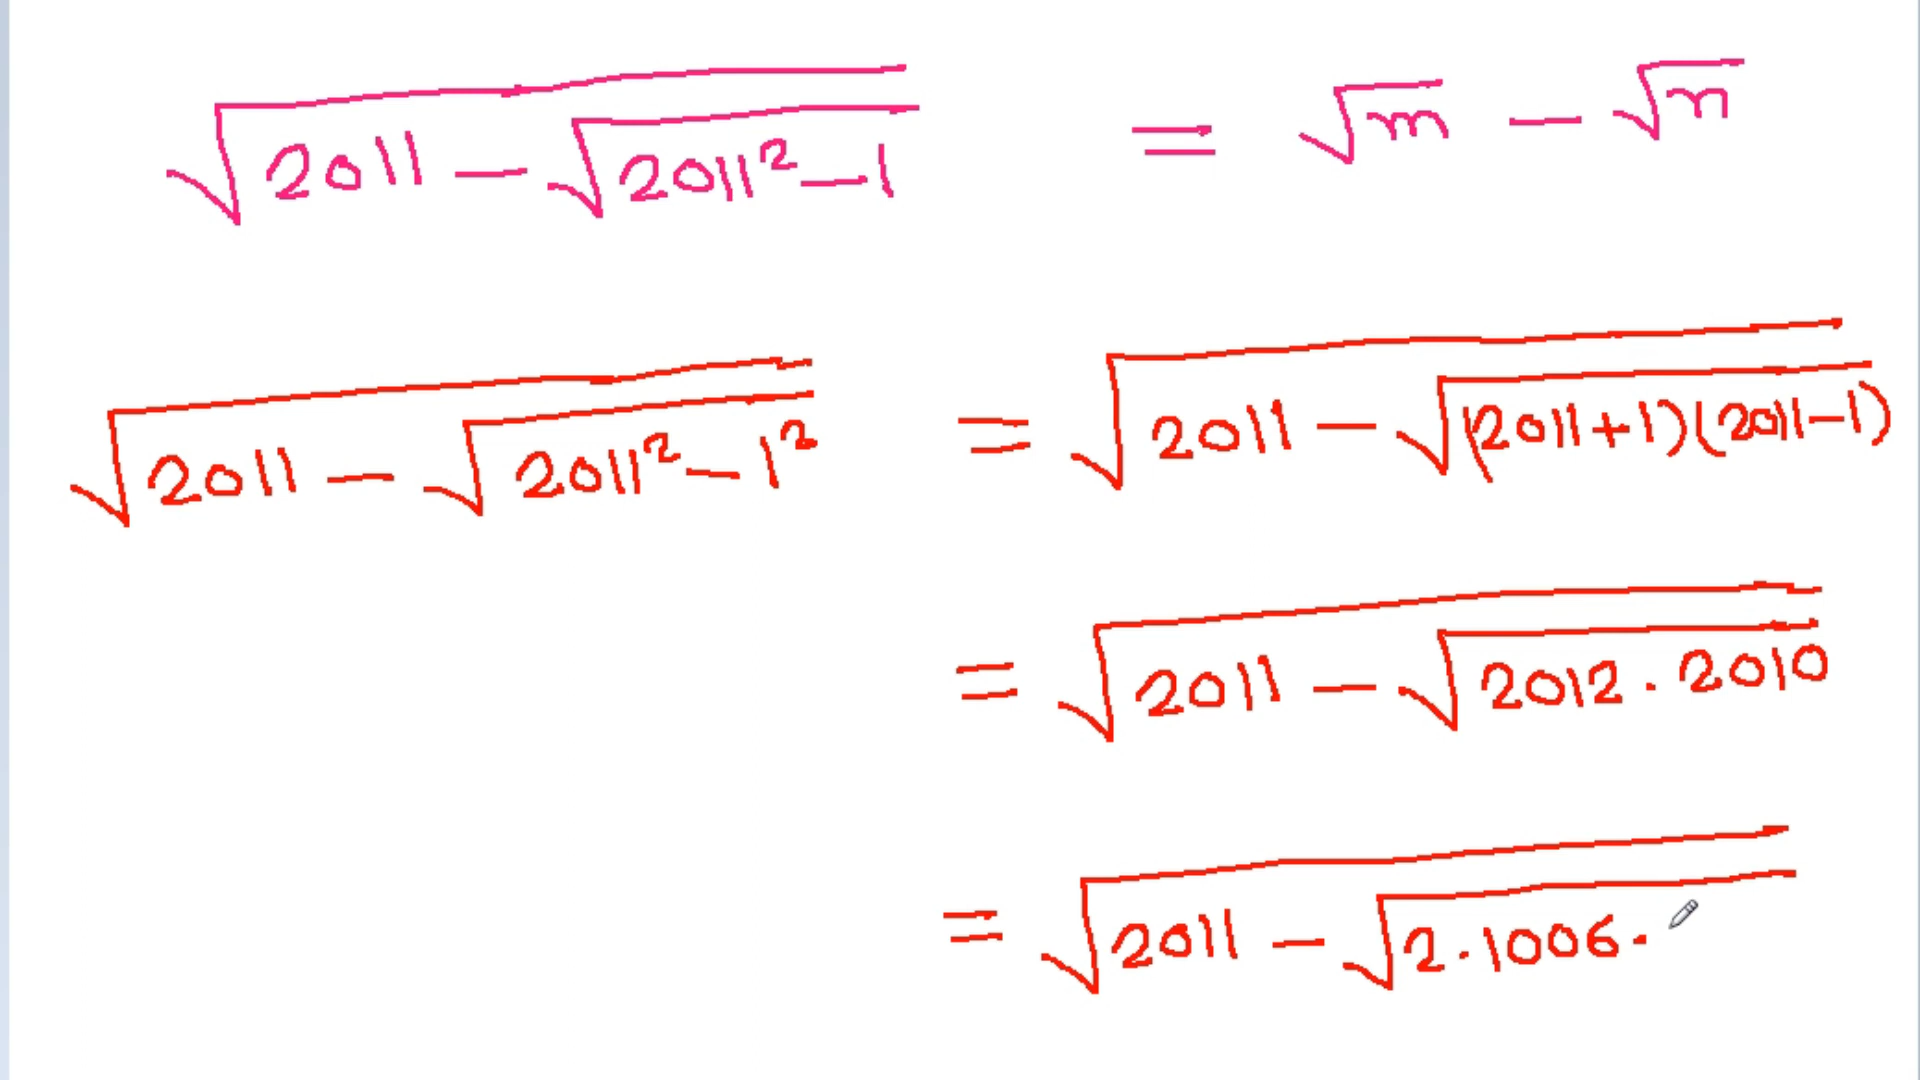 √(2011 − √(2011² − 1)) = √m − √n
√(2011 − √(2011² − 1²)) = √(2011 − √((2011+1)(2011−1)))
= √(2011 − √(2012 . 2010))
= √(2011 − √(2 . 1006 .